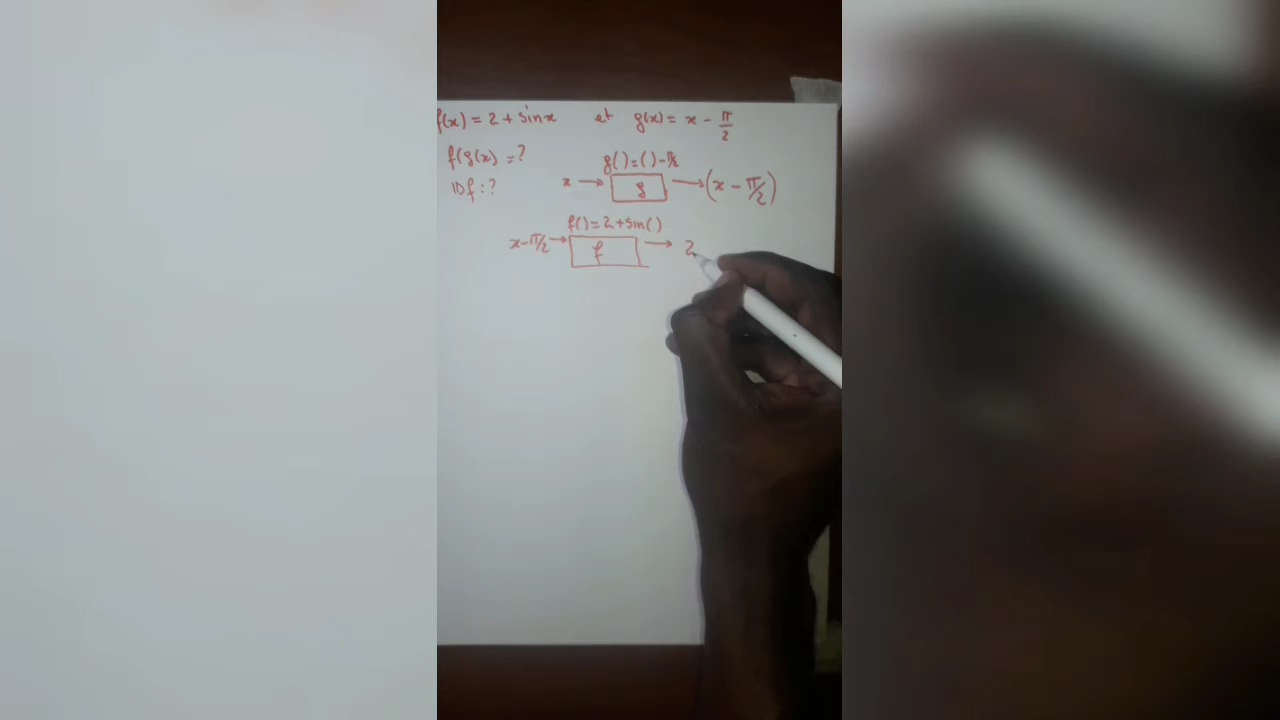 f(x) = 2 + sin x et g(x) = x - π/2
f(g(x) = ?
g( ) = ( ) - π/2
x → g → (x - π/2)
Df : ?
f( ) = 2 + sin( )
x - π/2 → f → 2